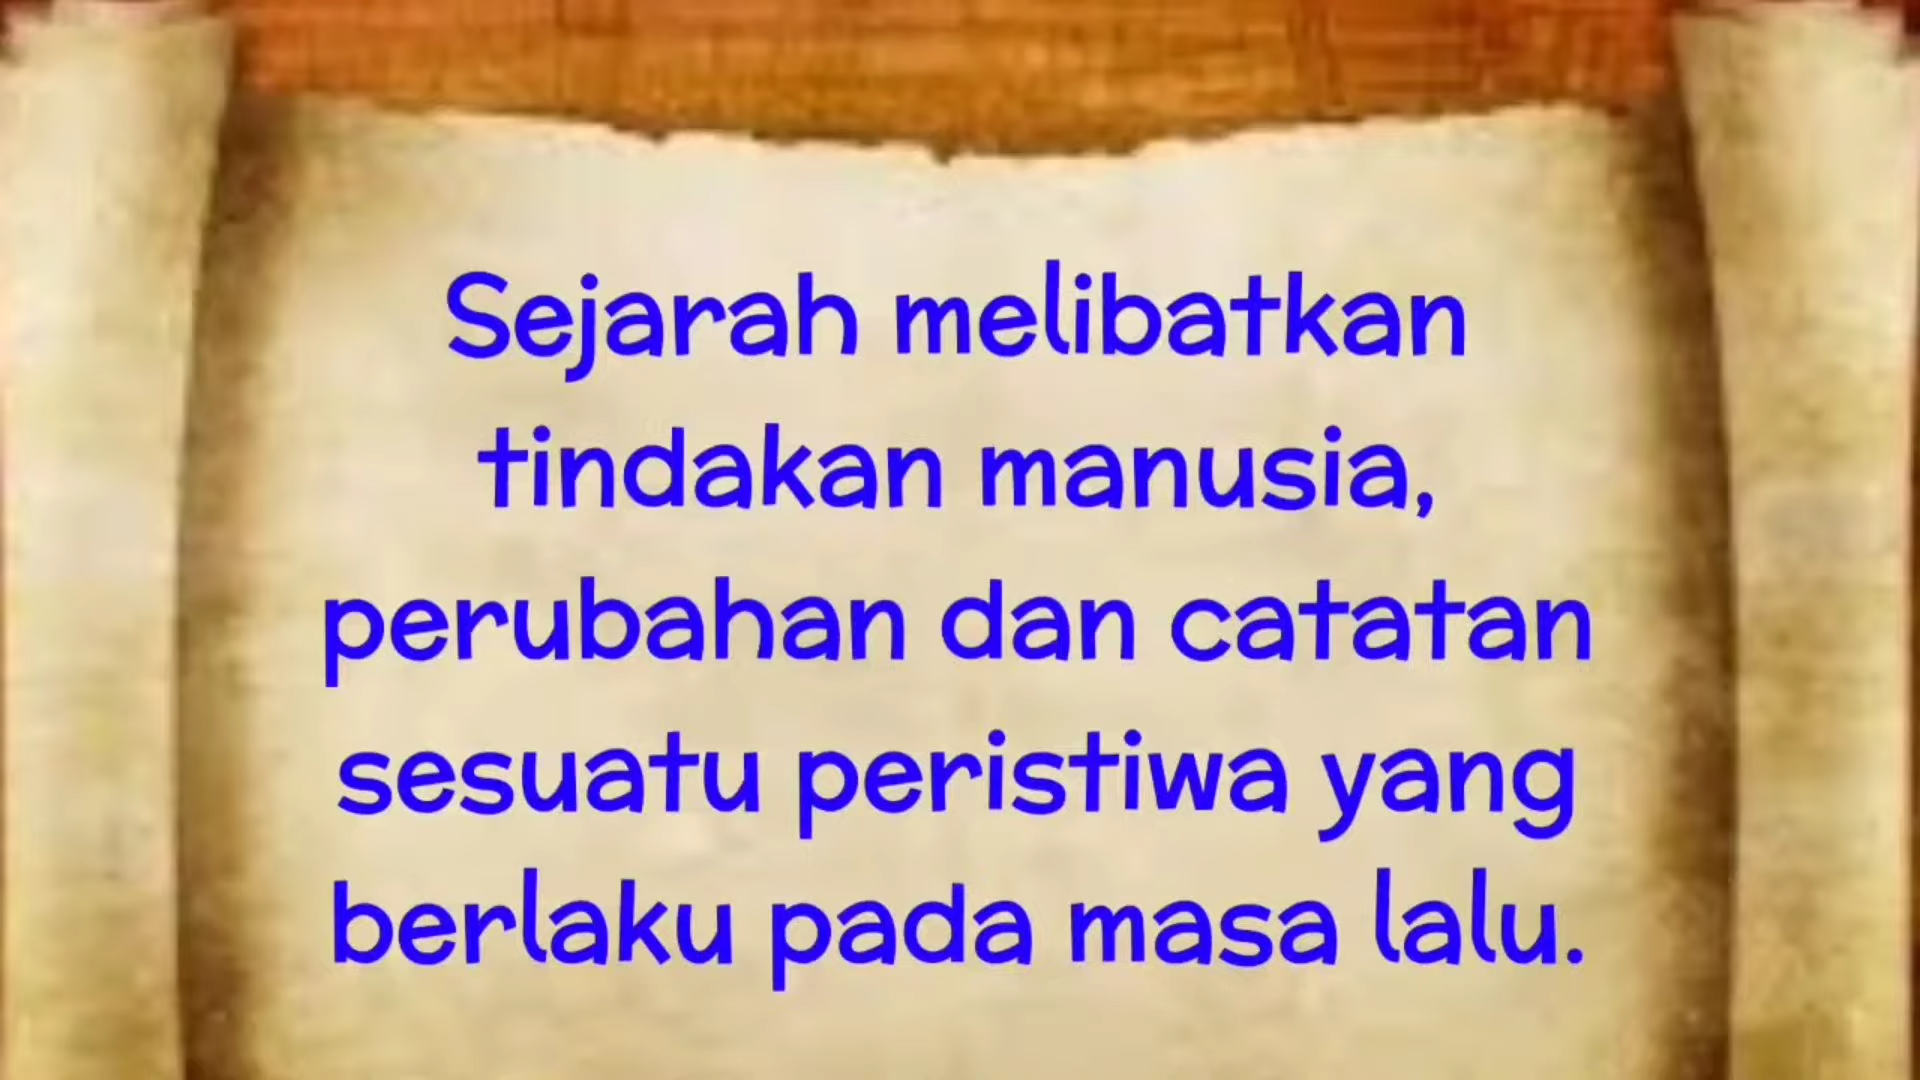 Sejarah melibatkan
tindakan manusia,
perubahan dan catatan
sesuatu peristiwa yang
berlaku pada masa lalu.